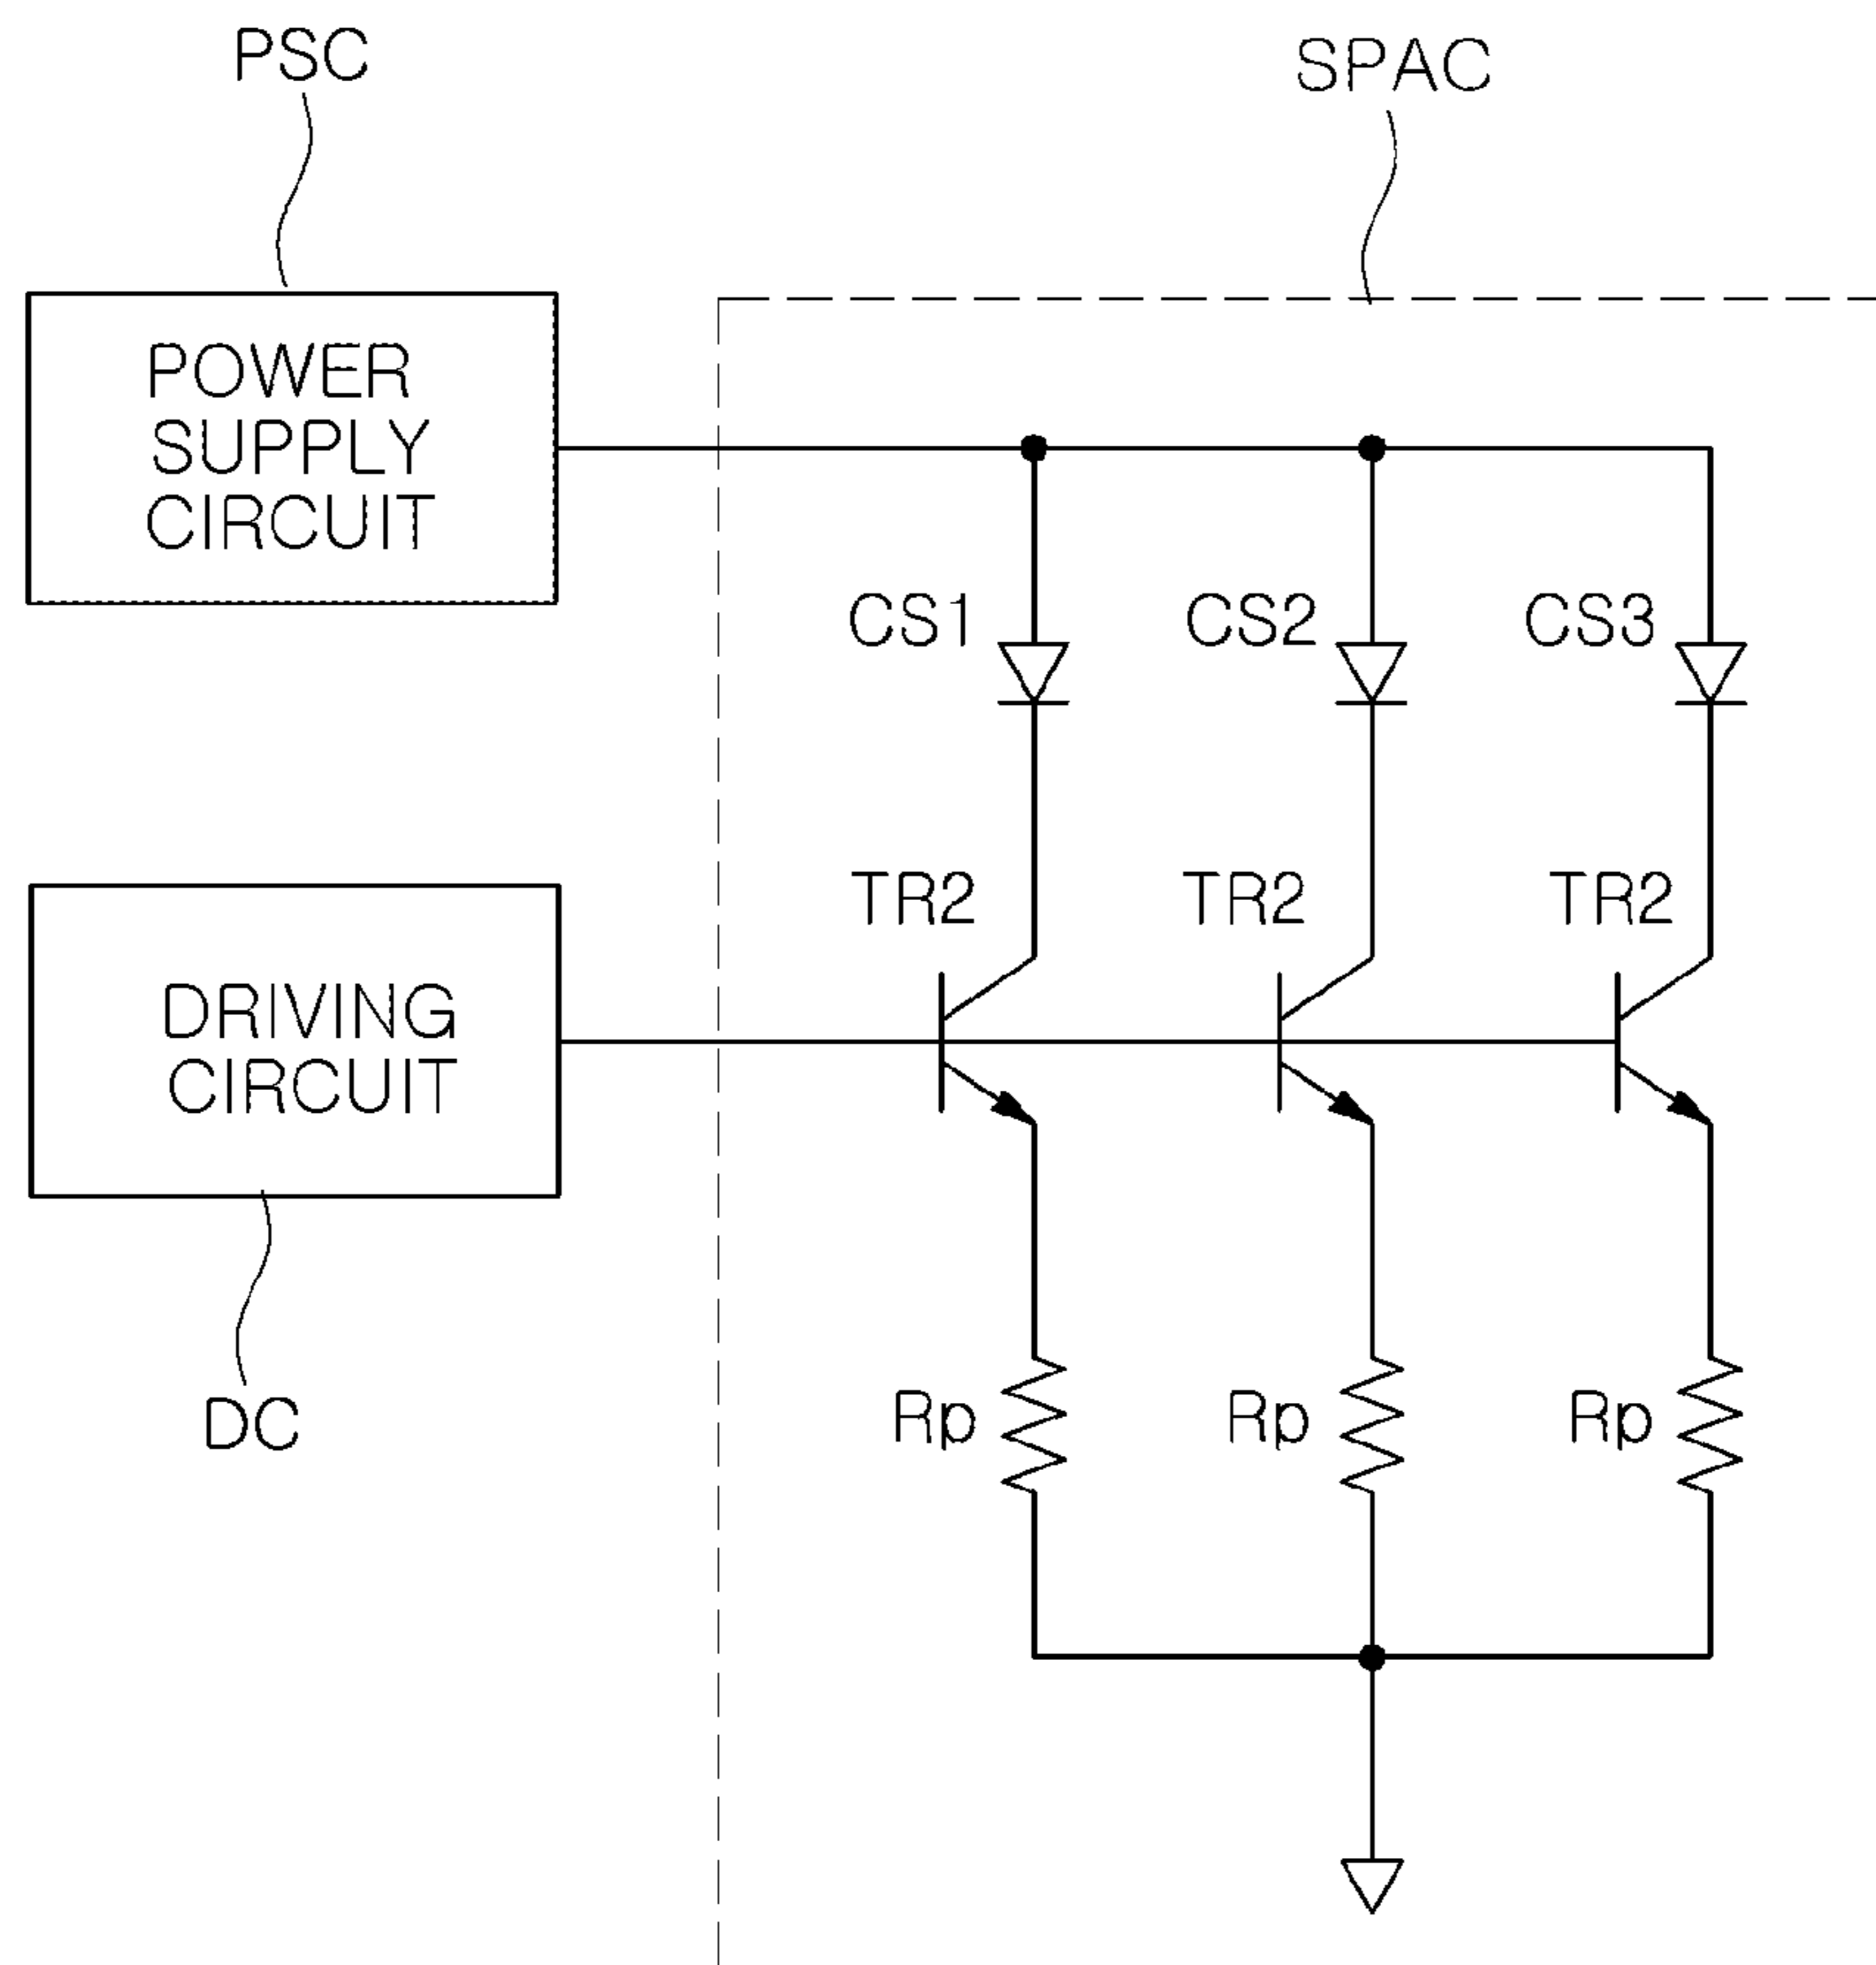 PSC
SPAC
POWER
SUPPLY
CIRCUIT
CS1
CS2
CS3
TR2
TR2
TR2
DRIVING
CIRCUIT
Rp
Rp
Rp
DC